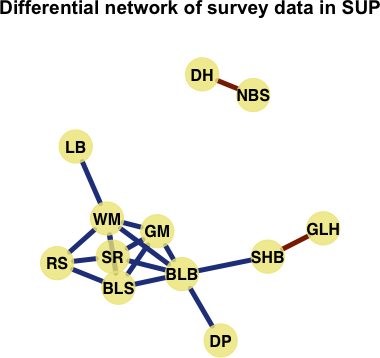 Differential network of survey data in SUP
DH
NBS
LB
WM
GM
GLH
RS
SR
SHB
BLS
BLB
DP